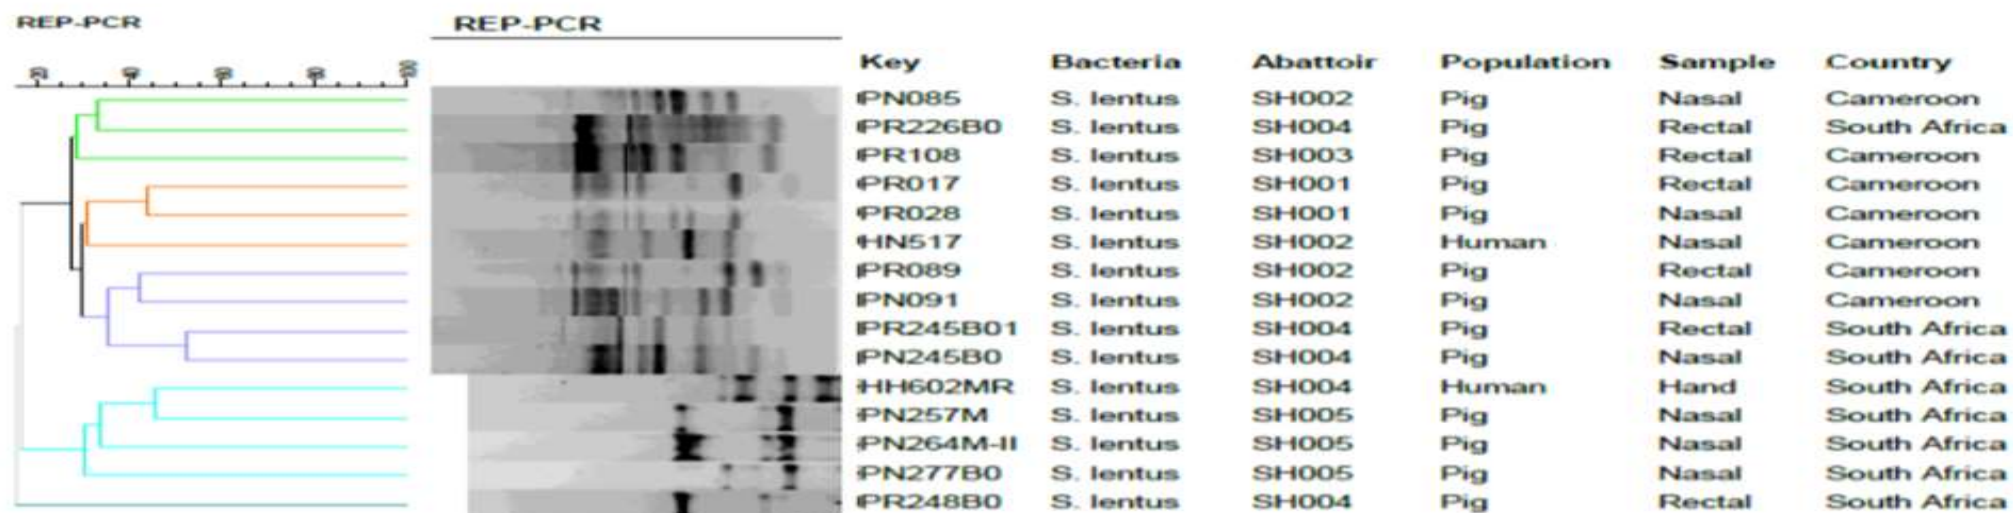 REP-PCR REP-PCR
20 40 60 80 100
Key Bacteria Abattoir Population Sample Country
PN085 S. lentus SH002 Pig Nasal Cameroon
PR226B0 S. lentus SH004 Pig Rectal South Africa
PR108 S. lentus SH003 Pig Rectal Cameroon
PR017 S. lentus SH001 Pig Rectal Cameroon
PR028 S. lentus SH001 Pig Nasal Cameroon
HN517 S. lentus SH002 Human Nasal Cameroon
PR089 S. lentus SH002 Pig Rectal Cameroon
PN091 S. lentus SH002 Pig Nasal Cameroon
PR245B01 S. lentus SH004 Pig Rectal South Africa
PN245B0 S. lentus SH004 Pig Nasal South Africa
HH602MR S. lentus SH004 Human Hand South Africa
PN257M S. lentus SH005 Pig Nasal South Africa
PN264M-II S. lentus SH005 Pig Nasal South Africa
PN277B0 S. lentus SH005 Pig Nasal South Africa
PR248B0 S. lentus SH004 Pig Rectal South Africa